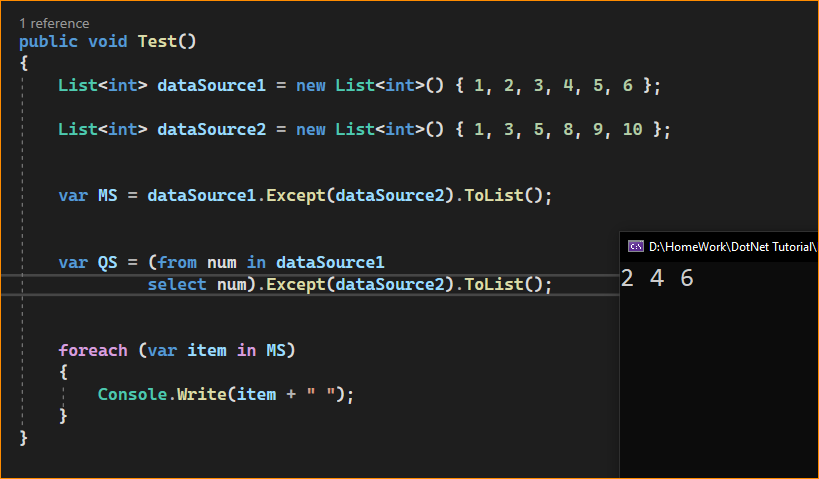 1 reference
public void Test()
{
List<int> dataSource1 = new List<int>() { 1, 2, 3, 4, 5, 6 };
List<int> dataSource2 = new List<int>() { 1, 3, 5, 8, 9, 10 };
var MS = dataSource1.Except(dataSource2).ToList();
var QS = (from num in dataSource1
select num).Except(dataSource2).ToList();
foreach (var item in MS)
{
Console.Write(item + " ");
}
}
C:\ D:\HomeWork\DotNet Tutorial\
2 4 6